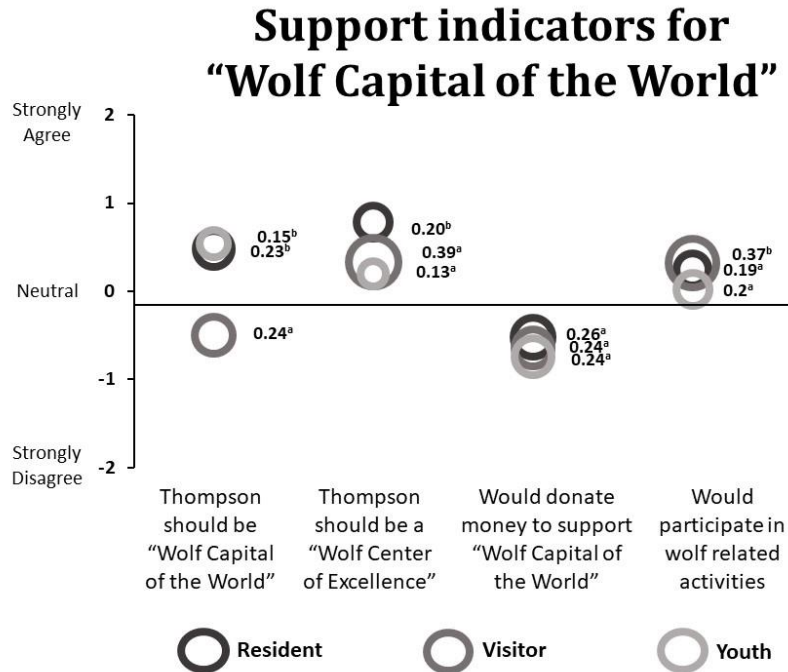 Support indicators for
“Wolf Capital of the World”
Strongly
Agree
2
1
Neutral
0
-1
Strongly
Disagree
-2
0.15ᵇ
0.23ᵇ
0.24ᵃ
0.20ᵇ
0.39ᵃ
0.13ᵃ
0.26ᵃ
0.24ᵃ
0.24ᵃ
0.37ᵇ
0.19ᵃ
0.2ᵃ
Thompson
should be
“Wolf Capital
of the World”
Thompson
should be a
“Wolf Center
of Excellence”
Would donate
money to support
“Wolf Capital of
the World”
Would
participate in
wolf related
activities
Resident
Visitor
Youth